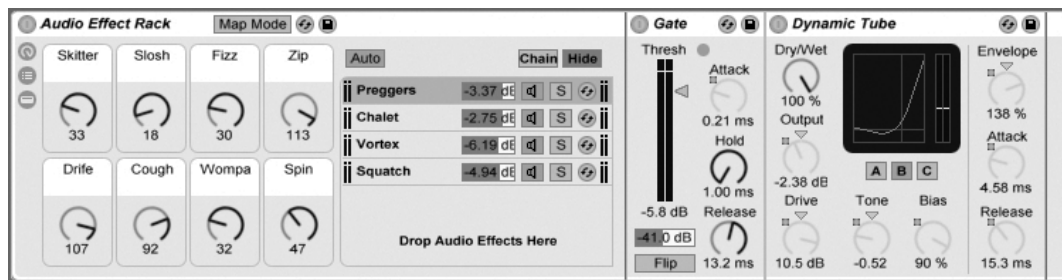 Audio Effect Rack Map Mode
Skitter Slosh Fizz Zip
33 18 30 113
Drife Cough Wompa Spin
107 92 32 47
Auto Chain Hide
Preggers -3.37 dB S
Chalet -2.75 dB S
Vortex -6.19 dB S
Squatch -4.94 dB S
Drop Audio Effects Here
Gate
Thresh
Attack
0.21 ms
Hold
1.00 ms
-5.8 dB Release
-41.0 dB
Flip 13.2 ms
Dynamic Tube
Dry/Wet Envelope
100 % 138 %
Output Attack
A B C
-2.38 dB 4.58 ms
Drive Tone Bias Release
10.5 dB -0.52 90 % 15.3 ms